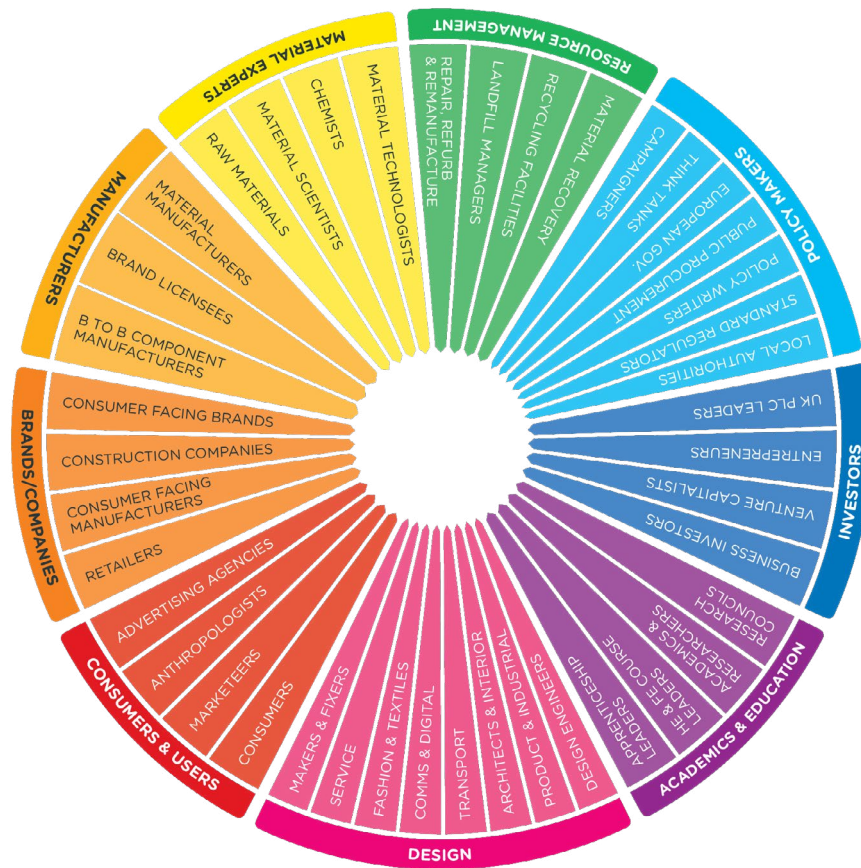 RESOURCE MANAGEMENT
REPAIR, REFURB
& REMANUFACTURE
LANDFILL MANAGERS
RECYCLING FACILITIES
MATERIAL RECOVERY
POLICY MAKERS
CAMPAIGNERS
THINK TANKS
EUROPEAN GOV.
PUBLIC PROCUREMENT
POLICY WRITERS
STANDARD REGULATORS
LOCAL AUTHORITIES
INVESTORS
UK PLC LEADERS
ENTREPRENEURS
VENTURE CAPITALISTS
BUSINESS INVESTORS
ACADEMICS & EDUCATION
RESEARCH
COUNCILS
ACADEMICS &
RESEARCHERS
HE & FE COURSE
LEADERS
APPRENTICESHIP
LEADERS
DESIGN
DESIGN ENGINEERS
PRODUCT & INDUSTRIAL
ARCHITECTS & INTERIOR
TRANSPORT
COMMS & DIGITAL
FASHION & TEXTILES
SERVICE
MAKERS & FIXERS
CONSUMERS & USERS
CONSUMERS
MARKETEERS
ANTHROPOLOGISTS
ADVERTISING AGENCIES
BRANDS/COMPANIES
RETAILERS
CONSUMER FACING
MANUFACTURERS
CONSTRUCTION COMPANIES
CONSUMER FACING BRANDS
MANUFACTURERS
B TO B COMPONENT
MANUFACTURERS
BRAND LICENSEES
MATERIAL
MANUFACTURERS
MATERIAL EXPERTS
RAW MATERIALS
MATERIAL SCIENTISTS
CHEMISTS
MATERIAL TECHNOLOGISTS